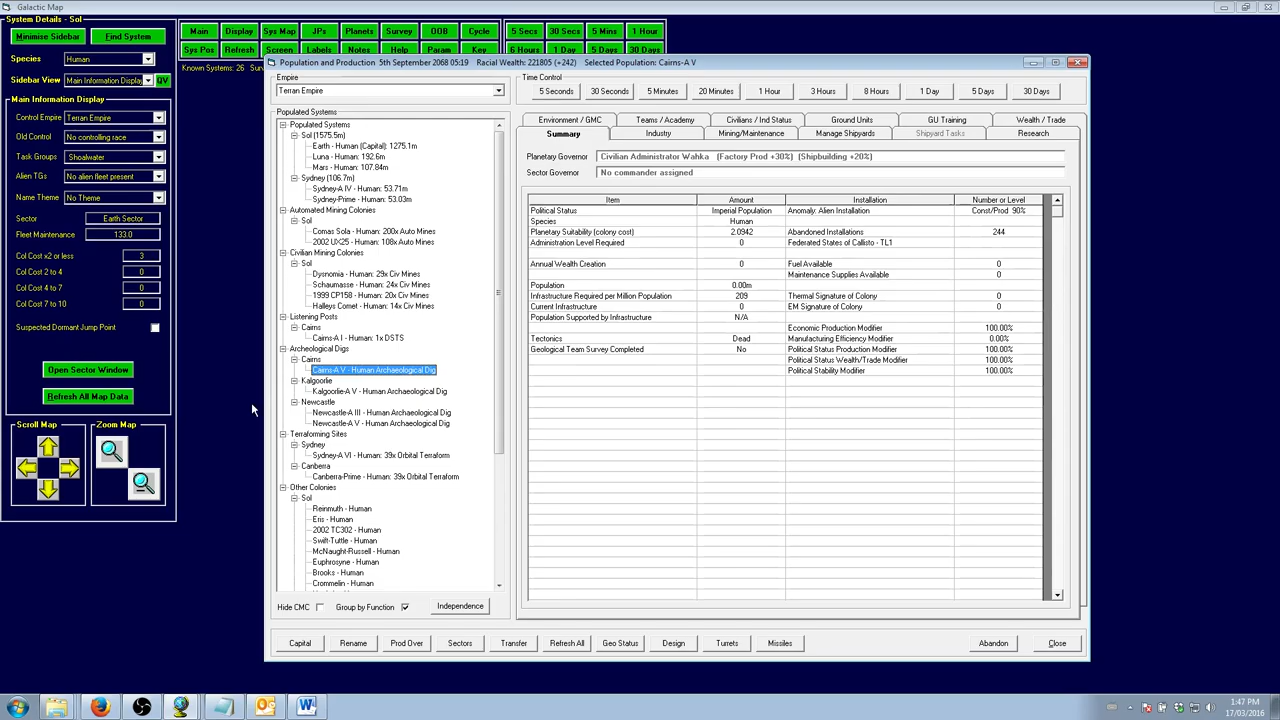 Galactic Map
System Details - Sol
Minimise Sidebar Find System
Species Human
Sidebar View Main Information Display QV
Main Information Display
Control Empire Terran Empire
Old Control No controlling race
Task Groups Shoalwater
Alien TGs No alien fleet present
Name Theme No Theme
Sector Earth Sector
Fleet Maintenance 133.0
Col Cost x2 or less 3
Col Cost 2 to 4 0
Col Cost 4 to 7 0
Col Cost 7 to 10 0
Suspected Dormant Jump Point
Open Sector Window
Refresh All Map Data
Scroll Map Zoom Map
Main Display Sys Map JPs Planets Survey OOB Cycle 5 Secs 30 Secs 5 Mins 1 Hour
Sys Pos Refresh Screen Labels Notes Help Param Key 6 Hours 1 Day 5 Days 30 Days
Known Systems: 26
Population and Production 5th September 2068 05:19 Racial Wealth: 221805 (+242) Selected Population: Cairns-A V
Empire
Terran Empire
Populated Systems
Populated Systems
Sol (1575.5m)
Earth - Human (Capital): 1275.1m
Luna - Human: 192.6m
Mars - Human: 107.84m
Sydney (106.7m)
Sydney-A IV - Human: 53.71m
Sydney-Prime - Human: 53.03m
Automated Mining Colonies
Sol
Comas Sola - Human: 200x Auto Mines
2002 UX25 - Human: 108x Auto Mines
Civilian Mining Colonies
Sol
Dysnomia - Human: 29x Civ Mines
Schaumasse - Human: 24x Civ Mines
1999 CP158 - Human: 20x Civ Mines
Halleys Comet - Human: 14x Civ Mines
Listening Posts
Cairns
Cairns-A I - Human: 1x DSTS
Archeological Digs
Cairns
Cairns-A V - Human Archaeological Dig
Kalgoorlie
Kalgoorlie-A V - Human Archaeological Dig
Newcastle
Newcastle-A III - Human Archaeological Dig
Newcastle-A V - Human Archaeological Dig
Terraforming Sites
Sydney
Sydney-A VI - Human: 39x Orbital Terraform
Canberra
Canberra-Prime - Human: 39x Orbital Terraform
Other Colonies
Sol
Reinmuth - Human
Eris - Human
2002 TC302 - Human
Swift-Tuttle - Human
McNaught-Russell - Human
Euphrosyne - Human
Brooks - Human
Crommelin - Human
Hide CMC Group by Function Independence
Time Control
5 Seconds 30 Seconds 5 Minutes 20 Minutes 1 Hour 3 Hours 8 Hours 1 Day 5 Days 30 Days
Environment / GMC Teams / Academy Civilians / Ind Status Ground Units GU Training Wealth / Trade
Summary Industry Mining/Maintenance Manage Shipyards Shipyard Tasks Research
Planetary Governor Civilian Administrator Wahka (Factory Prod +30%) (Shipbuilding +20%)
Sector Governor No commander assigned
Item Amount Installation Number or Level
Political Status Imperial Population Anomaly: Alien Installation Const/Prod 90%
Species Human
Planetary Suitability (colony cost) 2.0942 Abandoned Installations 244
Administration Level Required 0 Federated States of Callisto - TL1
Annual Wealth Creation 0 Fuel Available 0
Maintenance Supplies Available 0
Population 0.00m
Infrastructure Required per Million Population 209 Thermal Signature of Colony 0
Current Infrastructure 0 EM Signature of Colony 0
Population Supported by Infrastructure N/A
Economic Production Modifier 100.00%
Tectonics Dead Manufacturing Efficiency Modifier 0.00%
Geological Team Survey Completed No Political Status Production Modifier 100.00%
Political Status Wealth/Trade Modifier 100.00%
Political Stability Modifier 100.00%
Capital Rename Prod Over Sectors Transfer Refresh All Geo Status Design Turrets Missiles Abandon Close
1:47 PM
17/03/2016